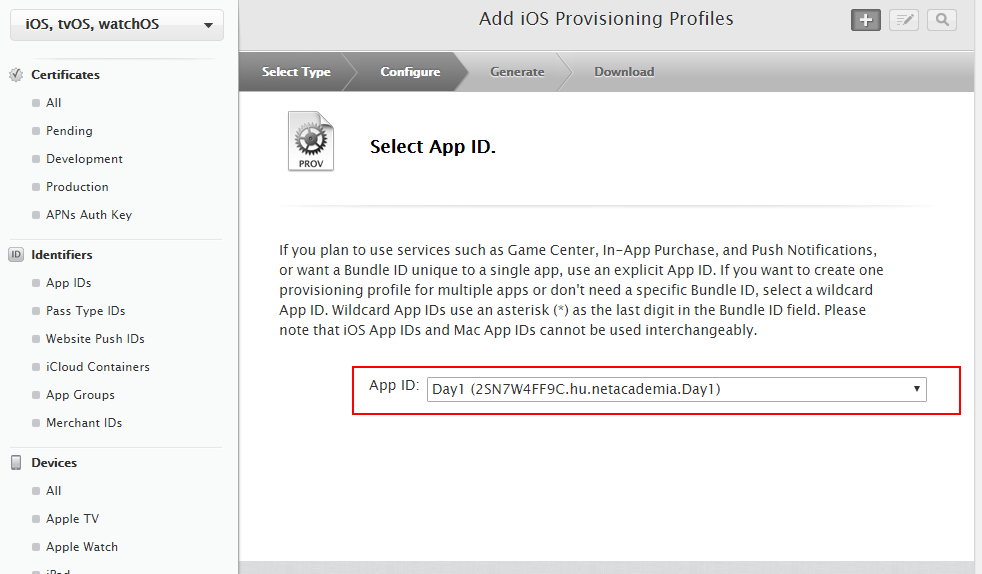 iOS, tvOS, watchOS
Certificates
All
Pending
Development
Production
APNs Auth Key
ID Identifiers
App IDs
Pass Type IDs
Website Push IDs
iCloud Containers
App Groups
Merchant IDs
Devices
All
Apple TV
Apple Watch
iPad
Add iOS Provisioning Profiles
Select Type
Configure
Generate
Download
PROV
Select App ID.
If you plan to use services such as Game Center, In-App Purchase, and Push Notifications,
or want a Bundle ID unique to a single app, use an explicit App ID. If you want to create one
provisioning profile for multiple apps or don't need a specific Bundle ID, select a wildcard
App ID. Wildcard App IDs use an asterisk (*) as the last digit in the Bundle ID field. Please
note that iOS App IDs and Mac App IDs cannot be used interchangeably.
App ID: Day1 (2SN7W4FF9C.hu.netacademia.Day1)